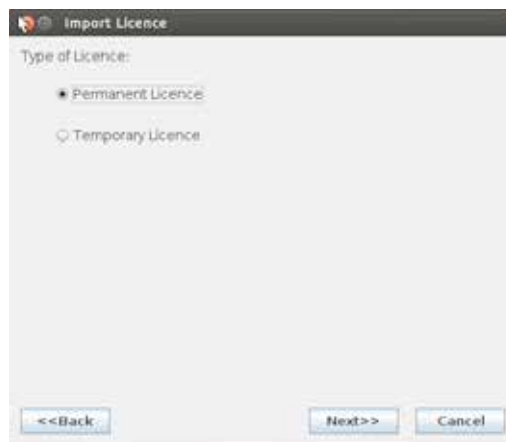 Import Licence
Type of Licence:
Permanent Licence
Temporary Licence
<<Back Next>> Cancel